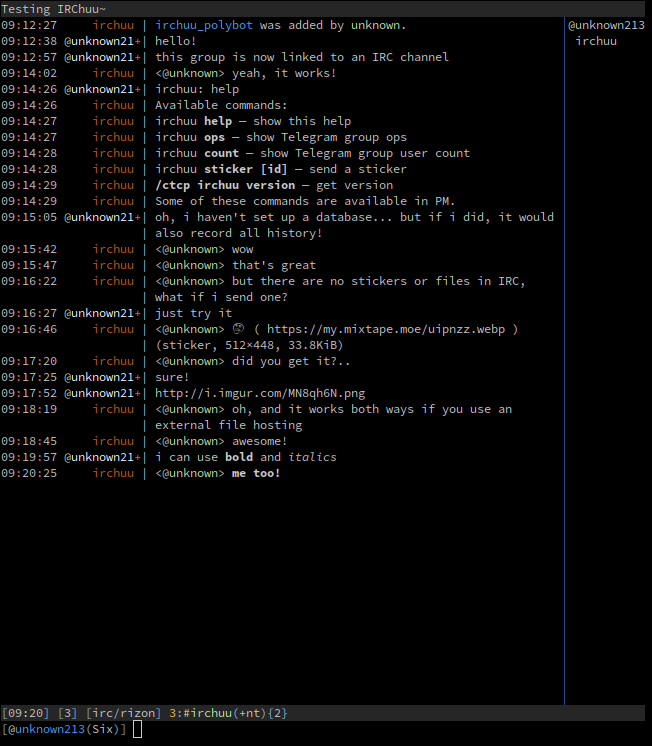 Testing IRChuu~
09:12:27 irchuu | irchuu_polybot was added by unknown.
09:12:38 @unknown21+| hello!
09:12:57 @unknown21+| this group is now linked to an IRC channel
09:14:02 irchuu | <@unknown> yeah, it works!
09:14:26 @unknown21+| irchuu: help
09:14:26 irchuu | Available commands:
09:14:27 irchuu | irchuu help — show this help
09:14:27 irchuu | irchuu ops — show Telegram group ops
09:14:28 irchuu | irchuu count — show Telegram group user count
09:14:28 irchuu | irchuu sticker [id] — send a sticker
09:14:29 irchuu | /ctcp irchuu version — get version
09:14:29 irchuu | Some of these commands are available in PM.
09:15:05 @unknown21+| oh, i haven't set up a database... but if i did, it would
| also record all history!
09:15:42 irchuu | <@unknown> wow
09:15:47 irchuu | <@unknown> that's great
09:16:22 irchuu | <@unknown> but there are no stickers or files in IRC,
| what if i send one?
09:16:27 @unknown21+| just try it
09:16:46 irchuu | <@unknown> ( https://my.mixtape.moe/uipnzz.webp )
| (sticker, 512×448, 33.8KiB)
09:17:20 irchuu | <@unknown> did you get it?..
09:17:25 @unknown21+| sure!
09:17:52 @unknown21+| http://i.imgur.com/MN8qh6N.png
09:18:19 irchuu | <@unknown> oh, and it works both ways if you use an
| external file hosting
09:18:45 irchuu | <@unknown> awesome!
09:19:57 @unknown21+| i can use bold and italics
09:20:25 irchuu | <@unknown> me too!
@unknown213
irchuu
[09:20] [3] [irc/rizon] 3:#irchuu(+nt){2}
[@unknown213(Six)]